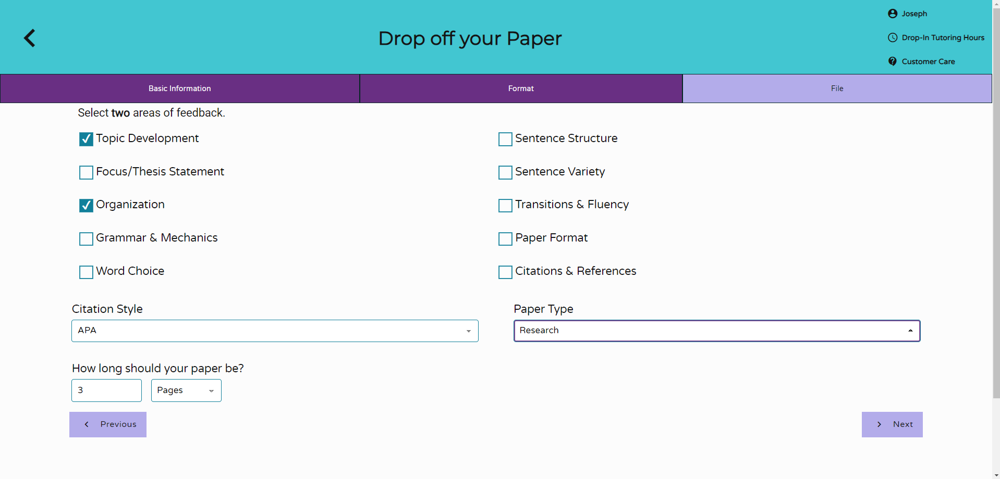 Joseph
Drop off your Paper
Drop-In Tutoring Hours
Customer Care
Basic Information
Format
File
Select two areas of feedback.
Topic Development
Sentence Structure
Focus/Thesis Statement
Sentence Variety
Organization
Transitions & Fluency
Grammar & Mechanics
Paper Format
Word Choice
Citations & References
Citation Style
Paper Type
APA
Research
How long should your paper be?
3
Pages
Previous
Next